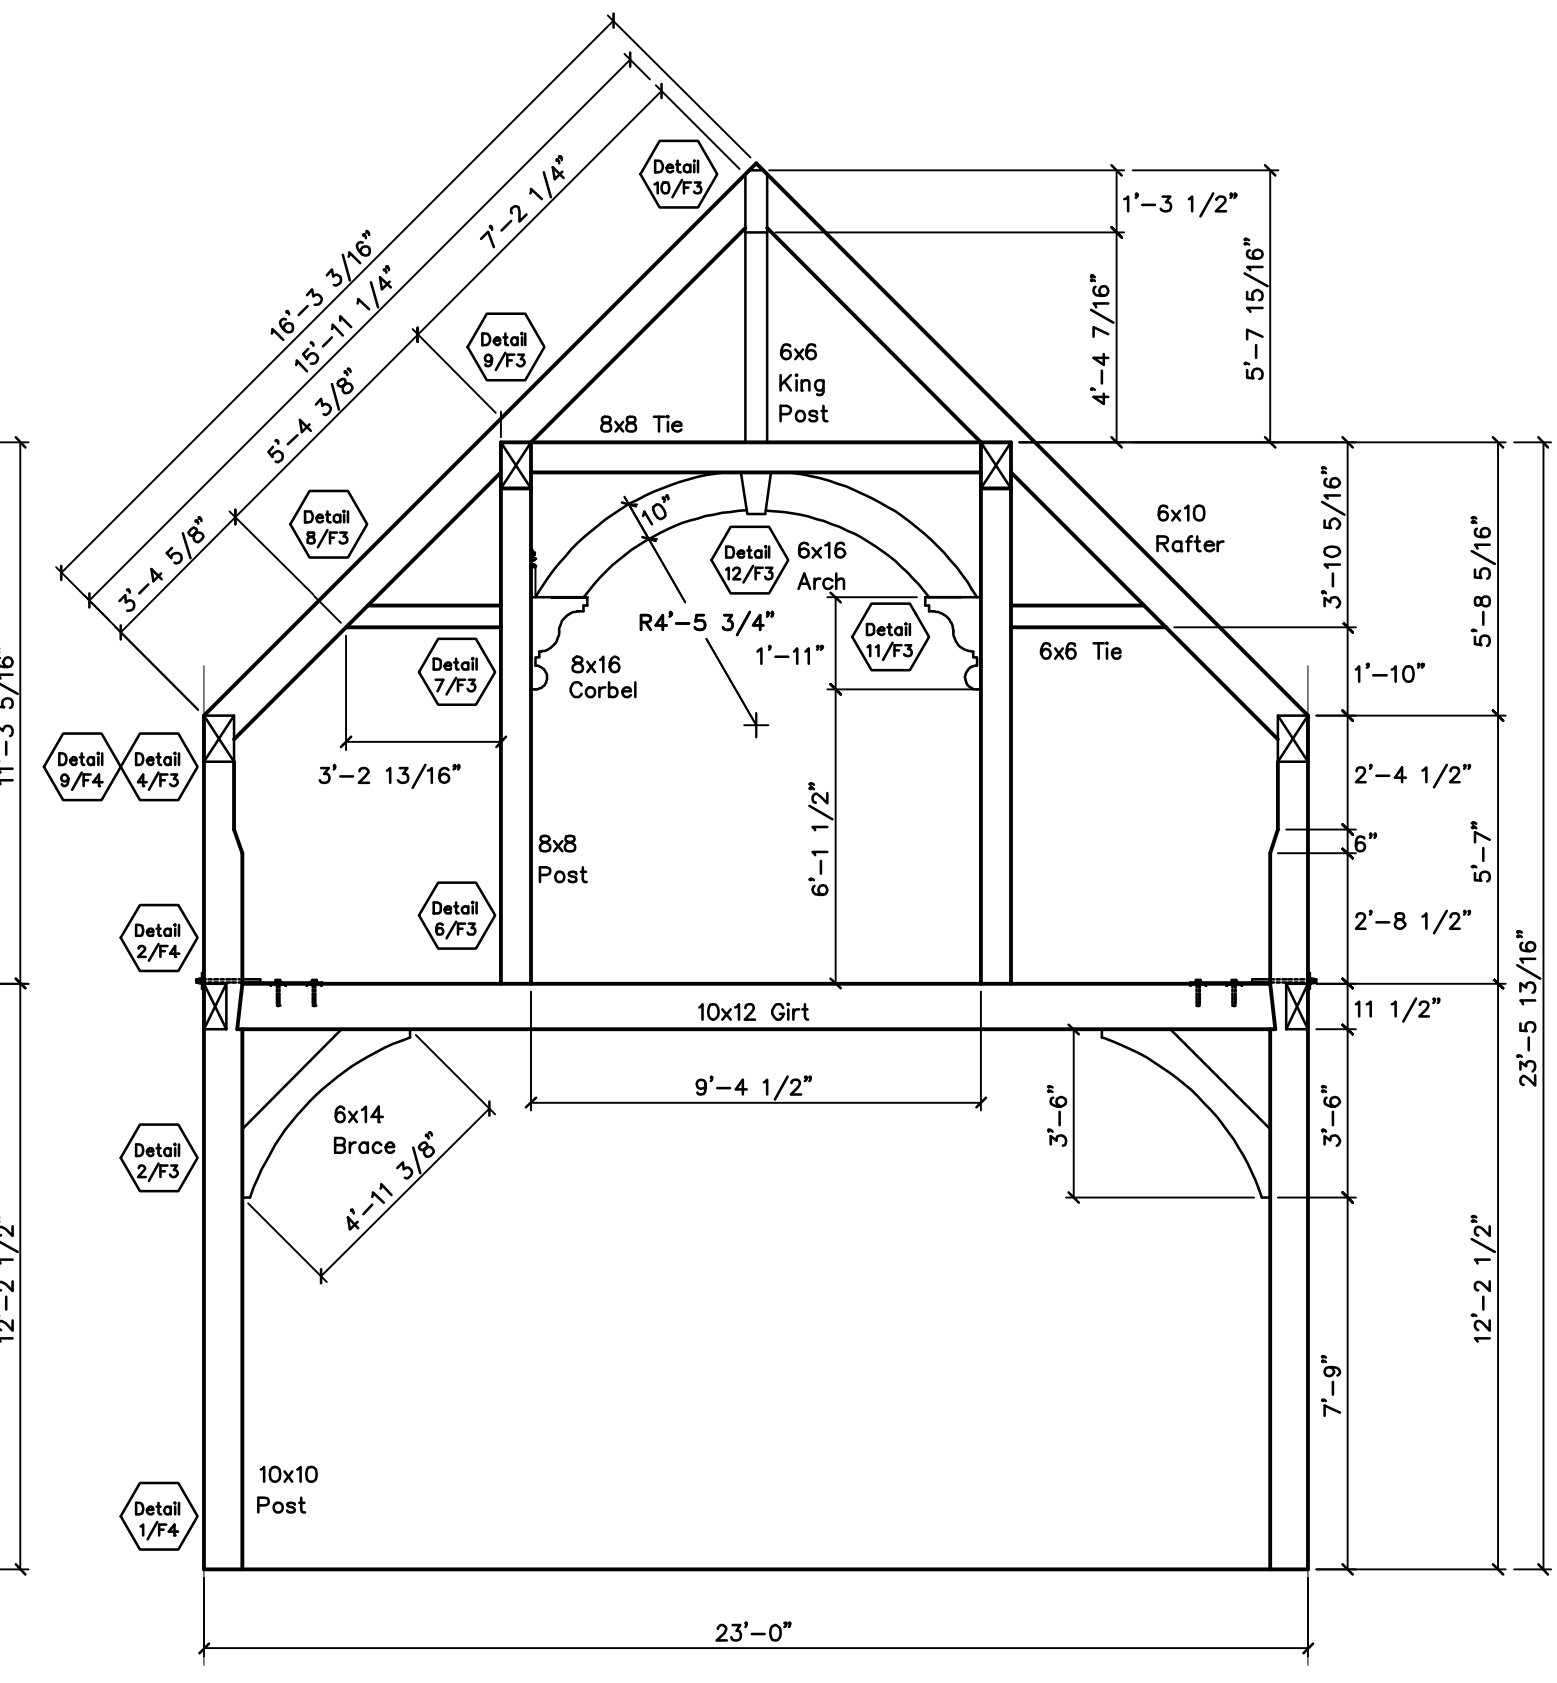 Detail
10/F3
1'-3 1/2"
7'-2 1/4"
16'-3 3/16"
15'-11 1/4"
5'-7 15/16"
4'-4 7/16"
Detail
9/F3
6x6
King
Post
5'-4 3/8"
8x8 Tie
3'-4 5/8"
Detail
8/F3
10"
Detail
12/F3
6x16
Arch
6x10
Rafter
3'-10 5/16"
5'-8 5/16"
R4'-5 3/4"
1'-11"
Detail
11/F3
6x6 Tie
Detail
7/F3
8x16
Corbel
1'-10"
11'-3 5/16"
Detail
9/F4
Detail
4/F3
3'-2 13/16"
2'-4 1/2"
6'-1 1/2"
8x8
Post
6"
5'-7"
Detail
6/F3
2'-8 1/2"
Detail
2/F4
10x12 Girt
11 1/2"
23'-5 13/16"
9'-4 1/2"
6x14
Brace
3'-6"
3'-6"
Detail
2/F3
4'-11 3/8"
12'-2 1/2"
12'-2 1/2"
7'-9"
10x10
Post
Detail
1/F4
23'-0"